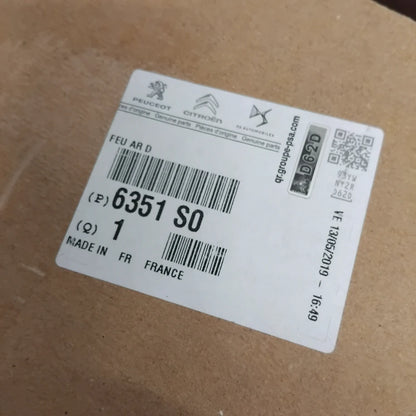 PEUGEOT
CITROËN
DS AUTOMOBILES
Pièces d'origine Genuine parts Pièces d'origine Genuine parts
FEU AR D
(P) 6351 S0
(Q) 1
MADE IN FR FRANCE
qr.groupe-psa.com
AD62D
VE 13/05/2019 - 16:49